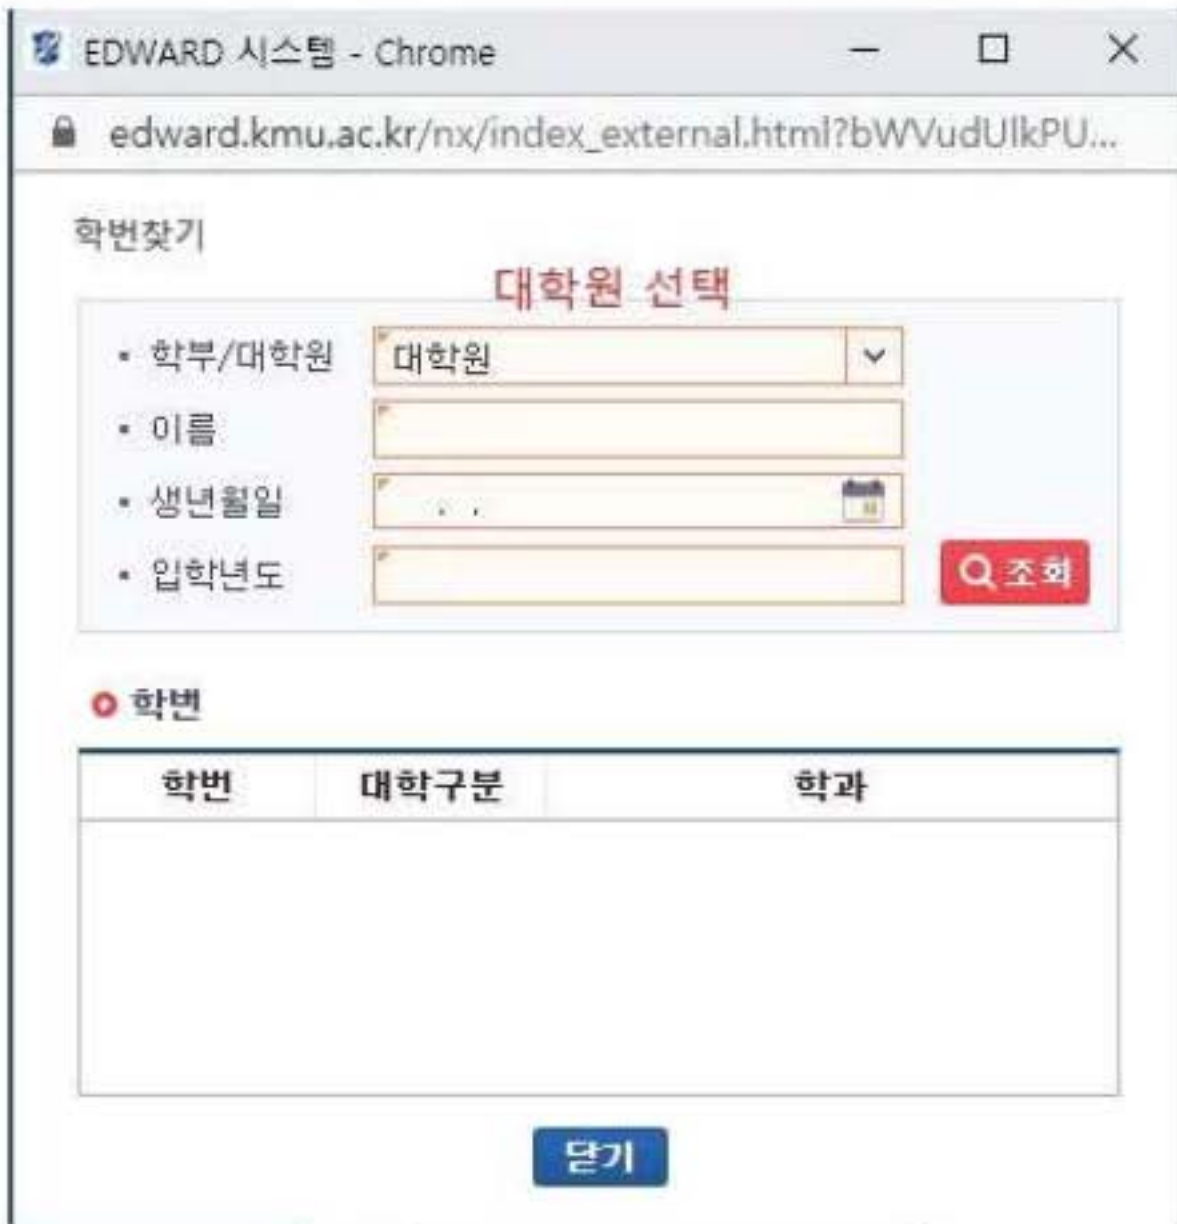 EDWARD 시스템 - Chrome
edward.kmu.ac.kr/nx/index_external.html?bWVudUlkPU...
학번찾기
대학원 선택
학부/대학원 대학원
이름
생년월일 . .
입학년도 조회
학번
학번 대학구분 학과
닫기